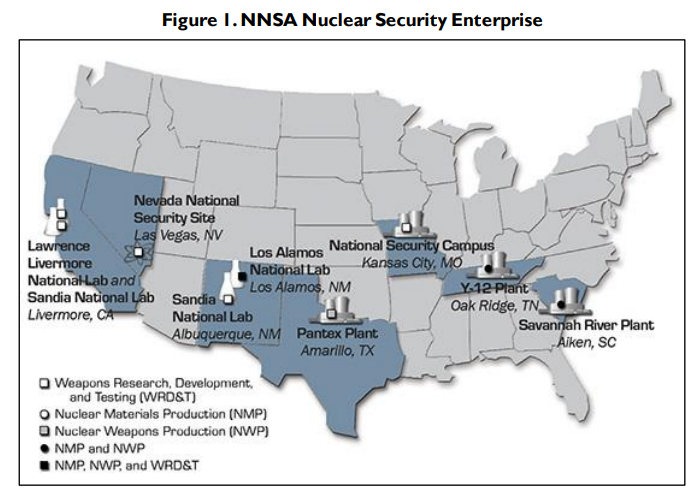 Figure 1. NNSA Nuclear Security Enterprise
Nevada National
Security Site
Las Vegas, NV
Lawrence
Livermore
National Lab and
Sandia National Lab
Livermore, CA
Los Alamos
National Lab
Los Alamos, NM
Sandia
National Lab
Albuquerque, NM
National Security Campus
Kansas City, MO
Pantex Plant
Amarillo, TX
Y-12 Plant
Oak Ridge, TN
Savannah River Plant
Aiken, SC
Weapons Research, Development,
and Testing (WRD&T)
Nuclear Materials Production (NMP)
Nuclear Weapons Production (NWP)
NMP and NWP
NMP, NWP, and WRD&T